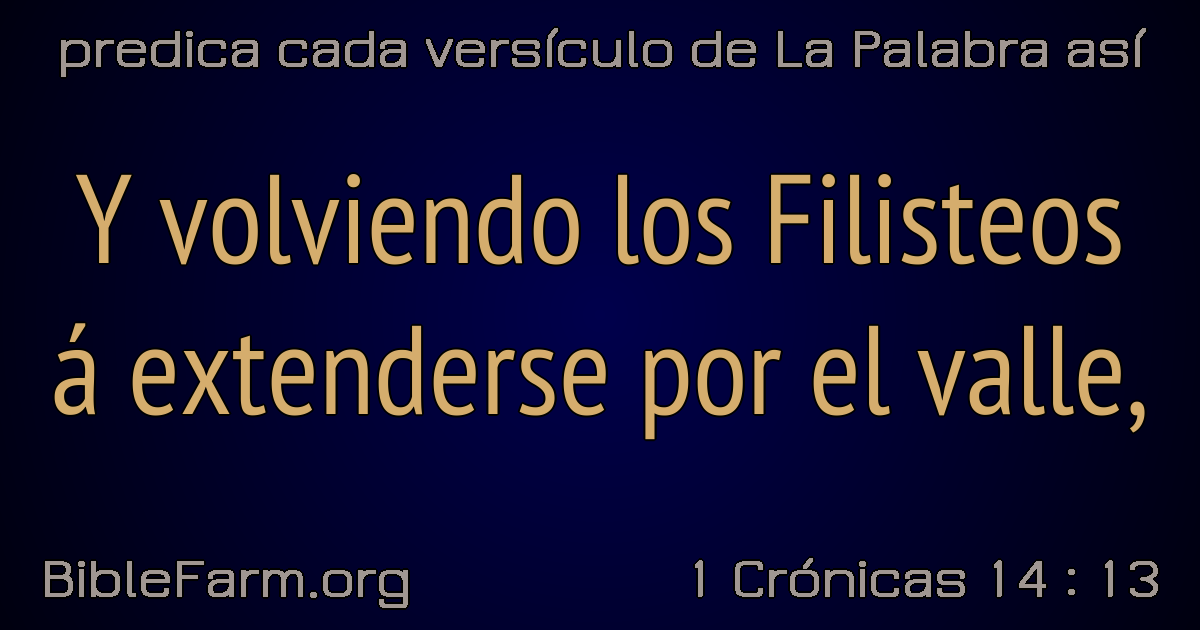 predica cada versículo de La Palabra así
Y volviendo los Filisteos
á extenderse por el valle,
BibleFarm.org
1 Crónicas 14 : 13